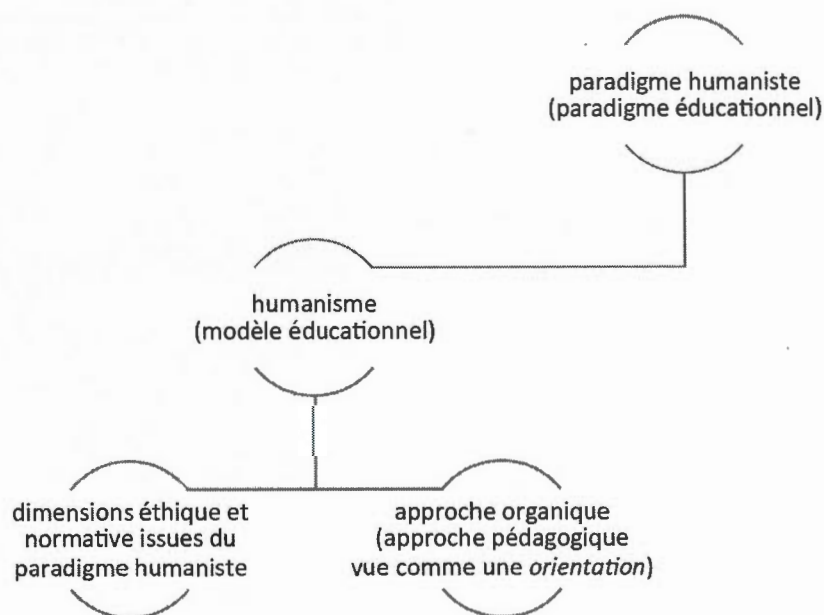 paradigme humaniste
(paradigme éducationnel)
humanisme
(modèle éducationnel)
dimensions éthique et
normative issues du
paradigme humaniste
approche organique
(approche pédagogique
vue comme une orientation)